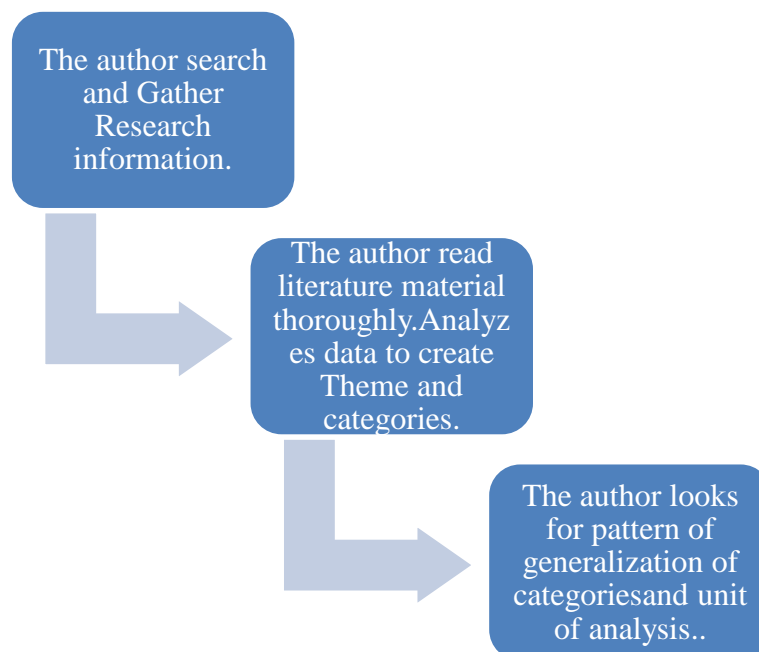 The author search
and Gather
Research
information.
The author read
literature material
thoroughly.Analyz
es data to create
Theme and
categories.
The author looks
for pattern of
generalization of
categoriesand unit
of analysis..